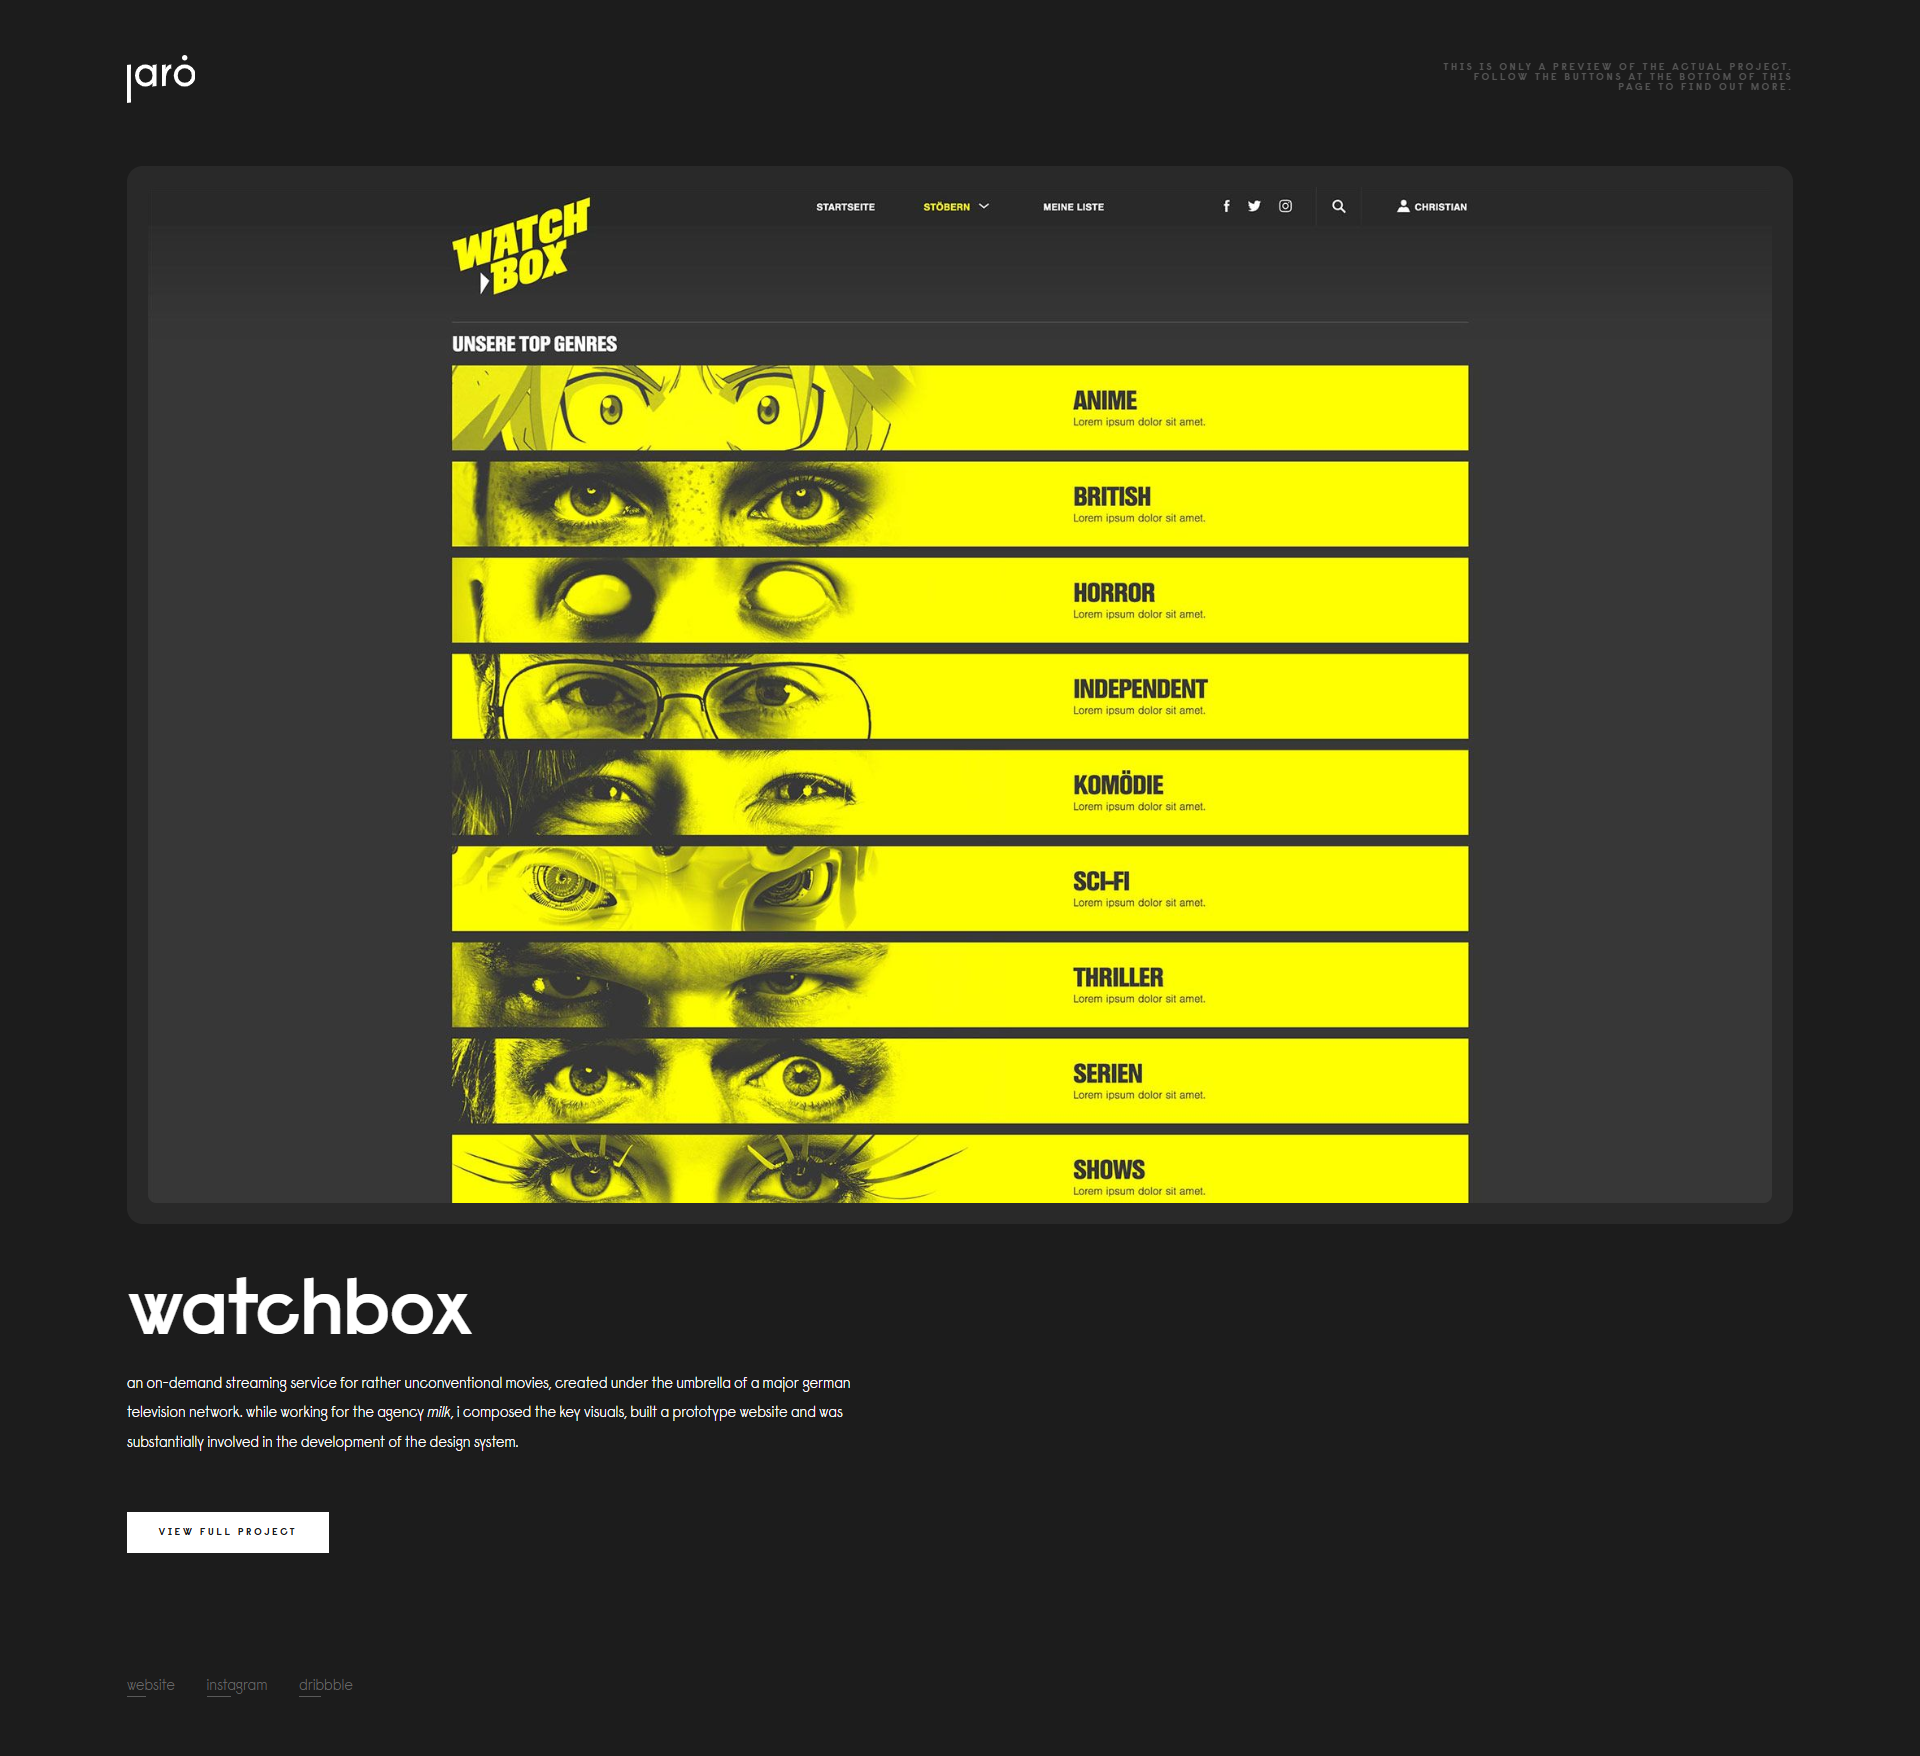 jarȯ
THIS IS ONLY A PREVIEW OF THE ACTUAL PROJECT.
FOLLOW THE BUTTONS AT THE BOTTOM OF THIS
PAGE TO FIND OUT MORE.
WATCH
BOX
STARTSEITE
STÖBERN
MEINE LISTE
CHRISTIAN
UNSERE TOP GENRES
ANIME
Lorem ipsum dolor sit amet.
BRITISH
Lorem ipsum dolor sit amet.
HORROR
Lorem ipsum dolor sit amet.
INDEPENDENT
Lorem ipsum dolor sit amet.
KOMÖDIE
Lorem ipsum dolor sit amet.
SCI-FI
Lorem ipsum dolor sit amet.
THRILLER
Lorem ipsum dolor sit amet.
SERIEN
Lorem ipsum dolor sit amet.
SHOWS
Lorem ipsum dolor sit amet.
watchbox
an on-demand streaming service for rather unconventional movies, created under the umbrella of a major german
television network. while working for the agency milk, i composed the key visuals, built a prototype website and was
substantially involved in the development of the design system.
VIEW FULL PROJECT
website
instagram
dribbble